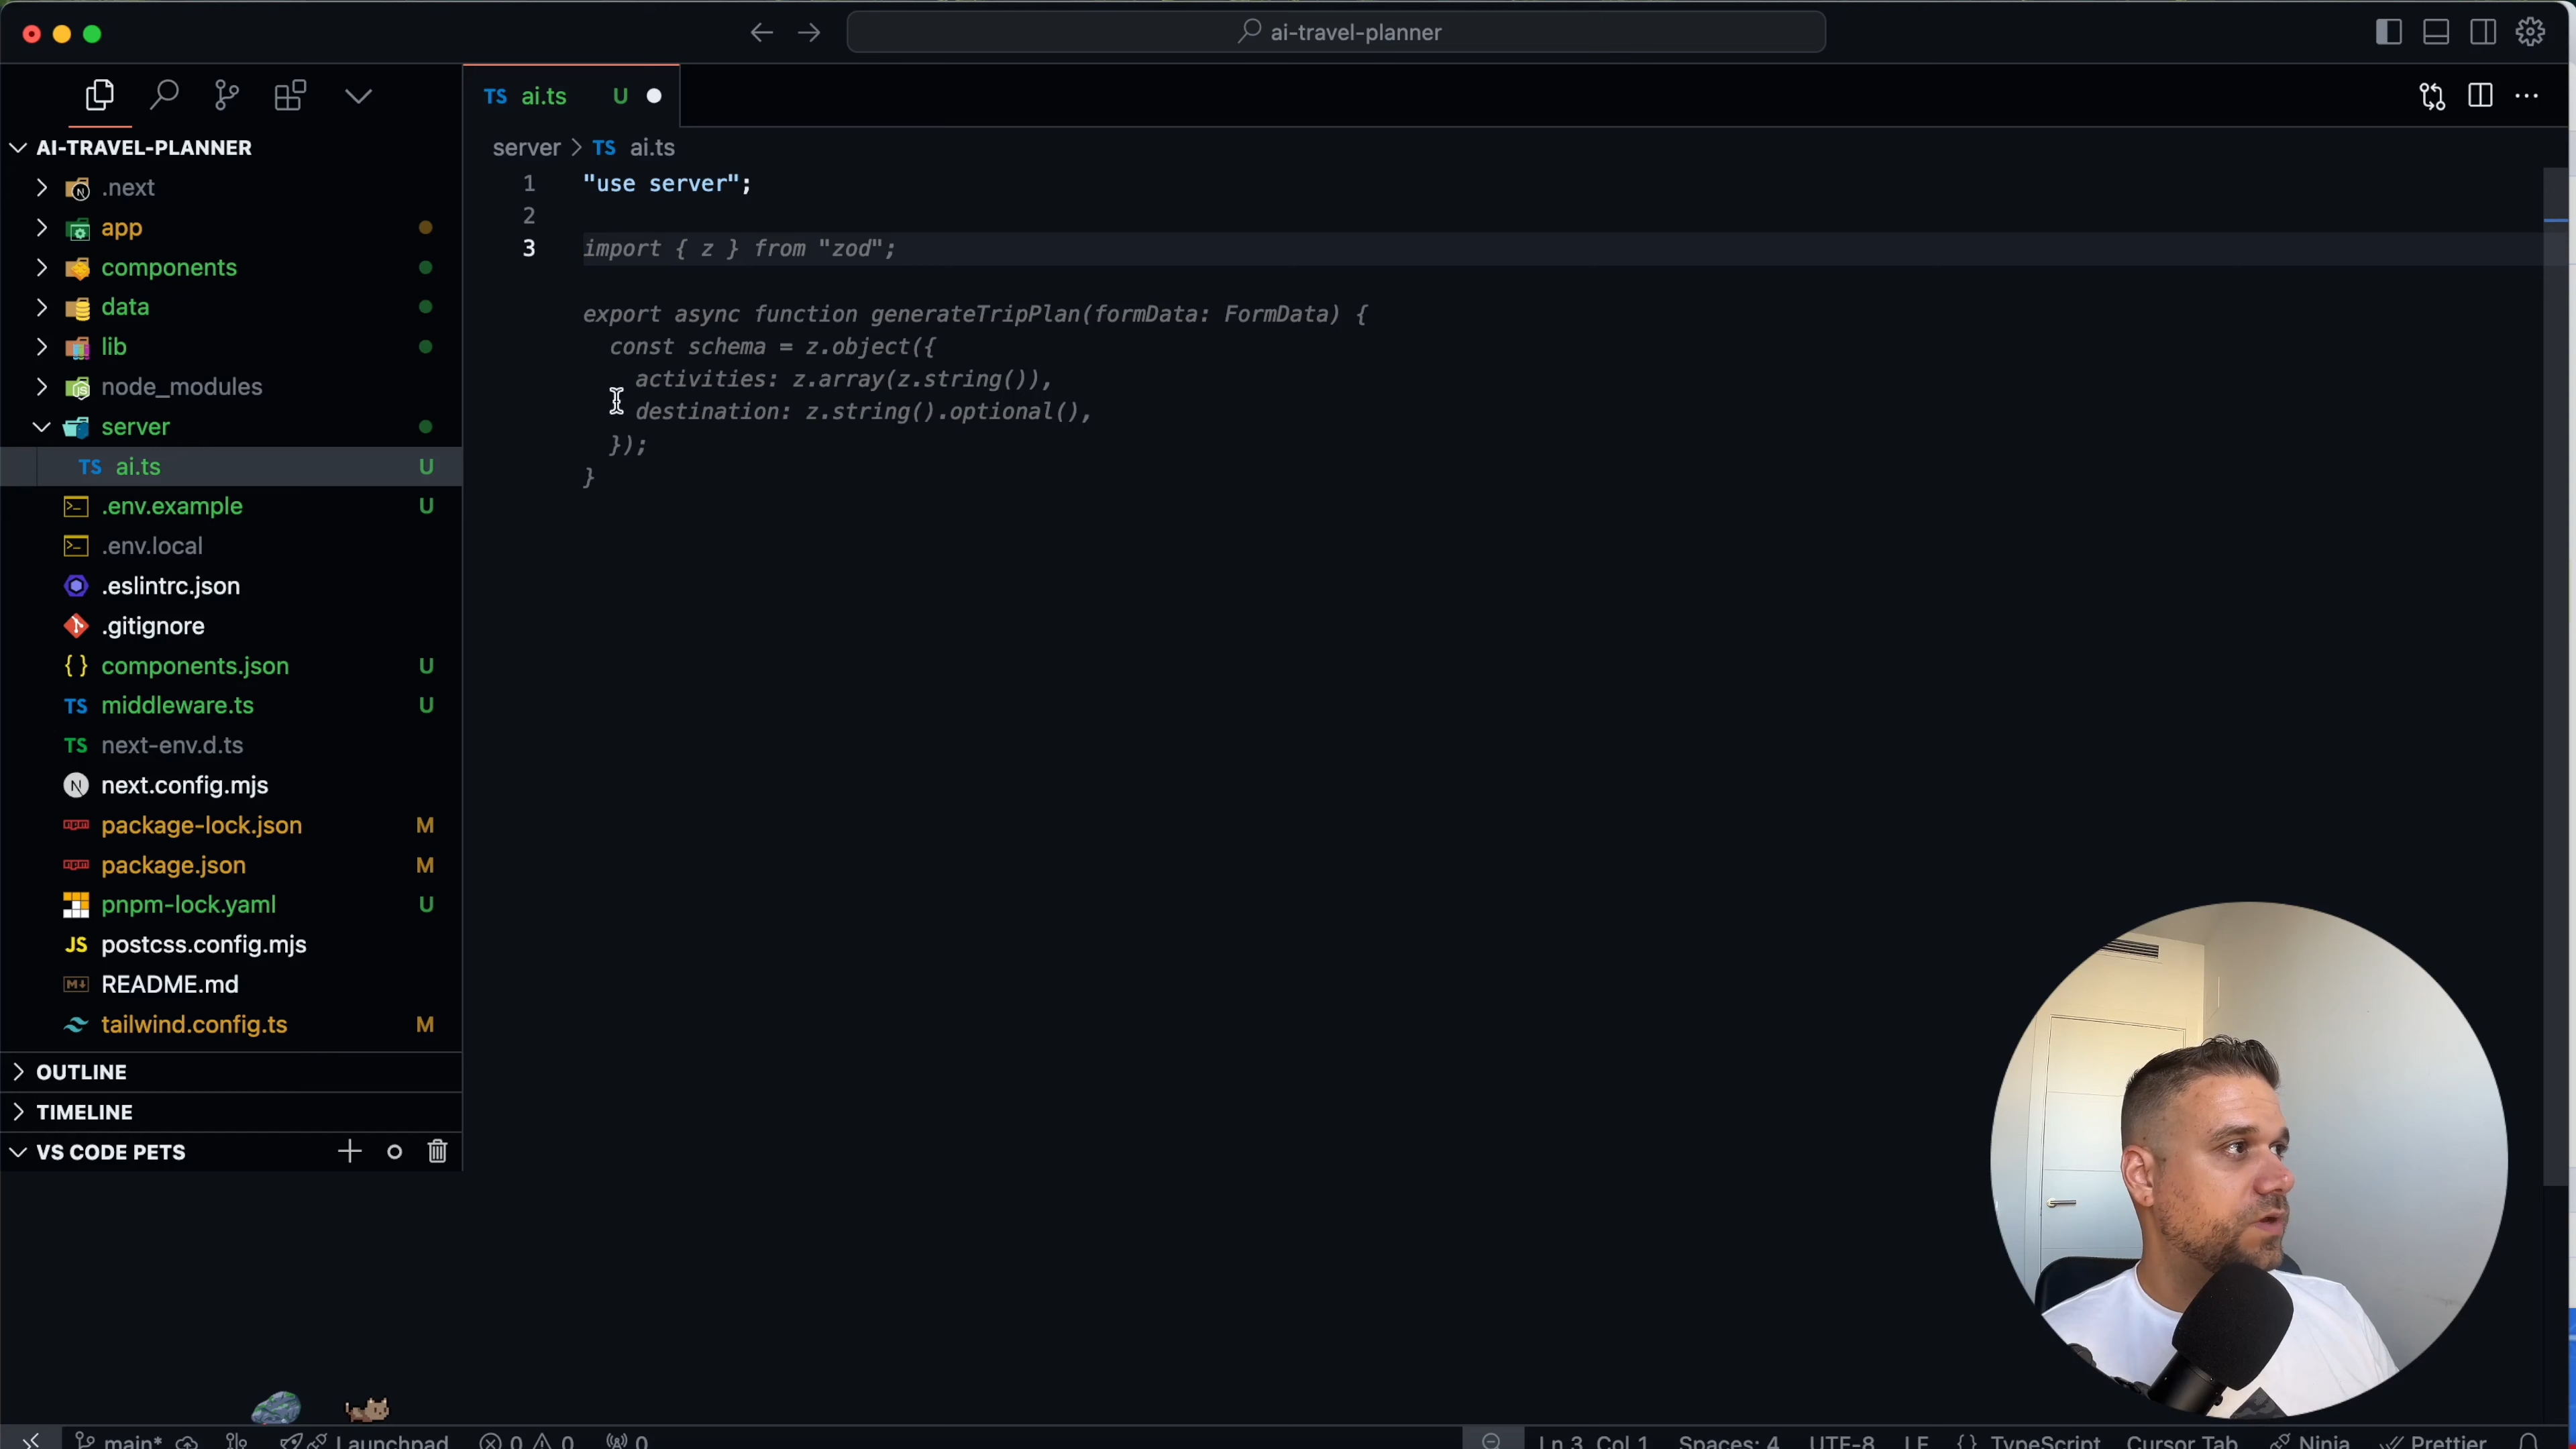 ai-travel-planner
TS ai.ts U
AI-TRAVEL-PLANNER
.next
app
components
data
lib
node_modules
server
TS ai.ts U
.env.example U
.env.local
.eslintrc.json
.gitignore
{ } components.json U
TS middleware.ts U
TS next-env.d.ts
N next.config.mjs
npm package-lock.json M
npm package.json M
pnpm-lock.yaml U
JS postcss.config.mjs
M README.md
tailwind.config.ts M
OUTLINE
TIMELINE
VS CODE PETS
server > TS ai.ts
1 "use server";
2
3 import { z } from "zod";
export async function generateTripPlan(formData: FormData) {
const schema = z.object({
activities: z.array(z.string()),
destination: z.string().optional(),
});
}
main* Launchpad 0 0 0 Ln 3, Col 1 Spaces: 4 UTF-8 LF {} TypeScript Cursor Tab Ninja Prettier